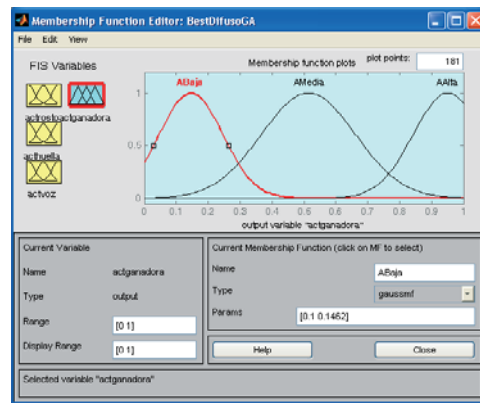 Membership Function Editor: BestDifusoGA
File Edit View
FIS Variables
Membership function plots plot points: 181
actrostro actganadora
acthuella
actvoz
ABaja AMedia AAlta
1
0.5
0
0 0.1 0.2 0.3 0.4 0.5 0.6 0.7 0.8 0.9 1
output variable "actganadora"
Current Variable
Name actganadora
Type output
Range [0 1]
Display Range [0 1]
Current Membership Function (click on MF to select)
Name ABaja
Type gaussmf
Params [0.1 0.1462]
Help Close
Selected variable "actganadora"